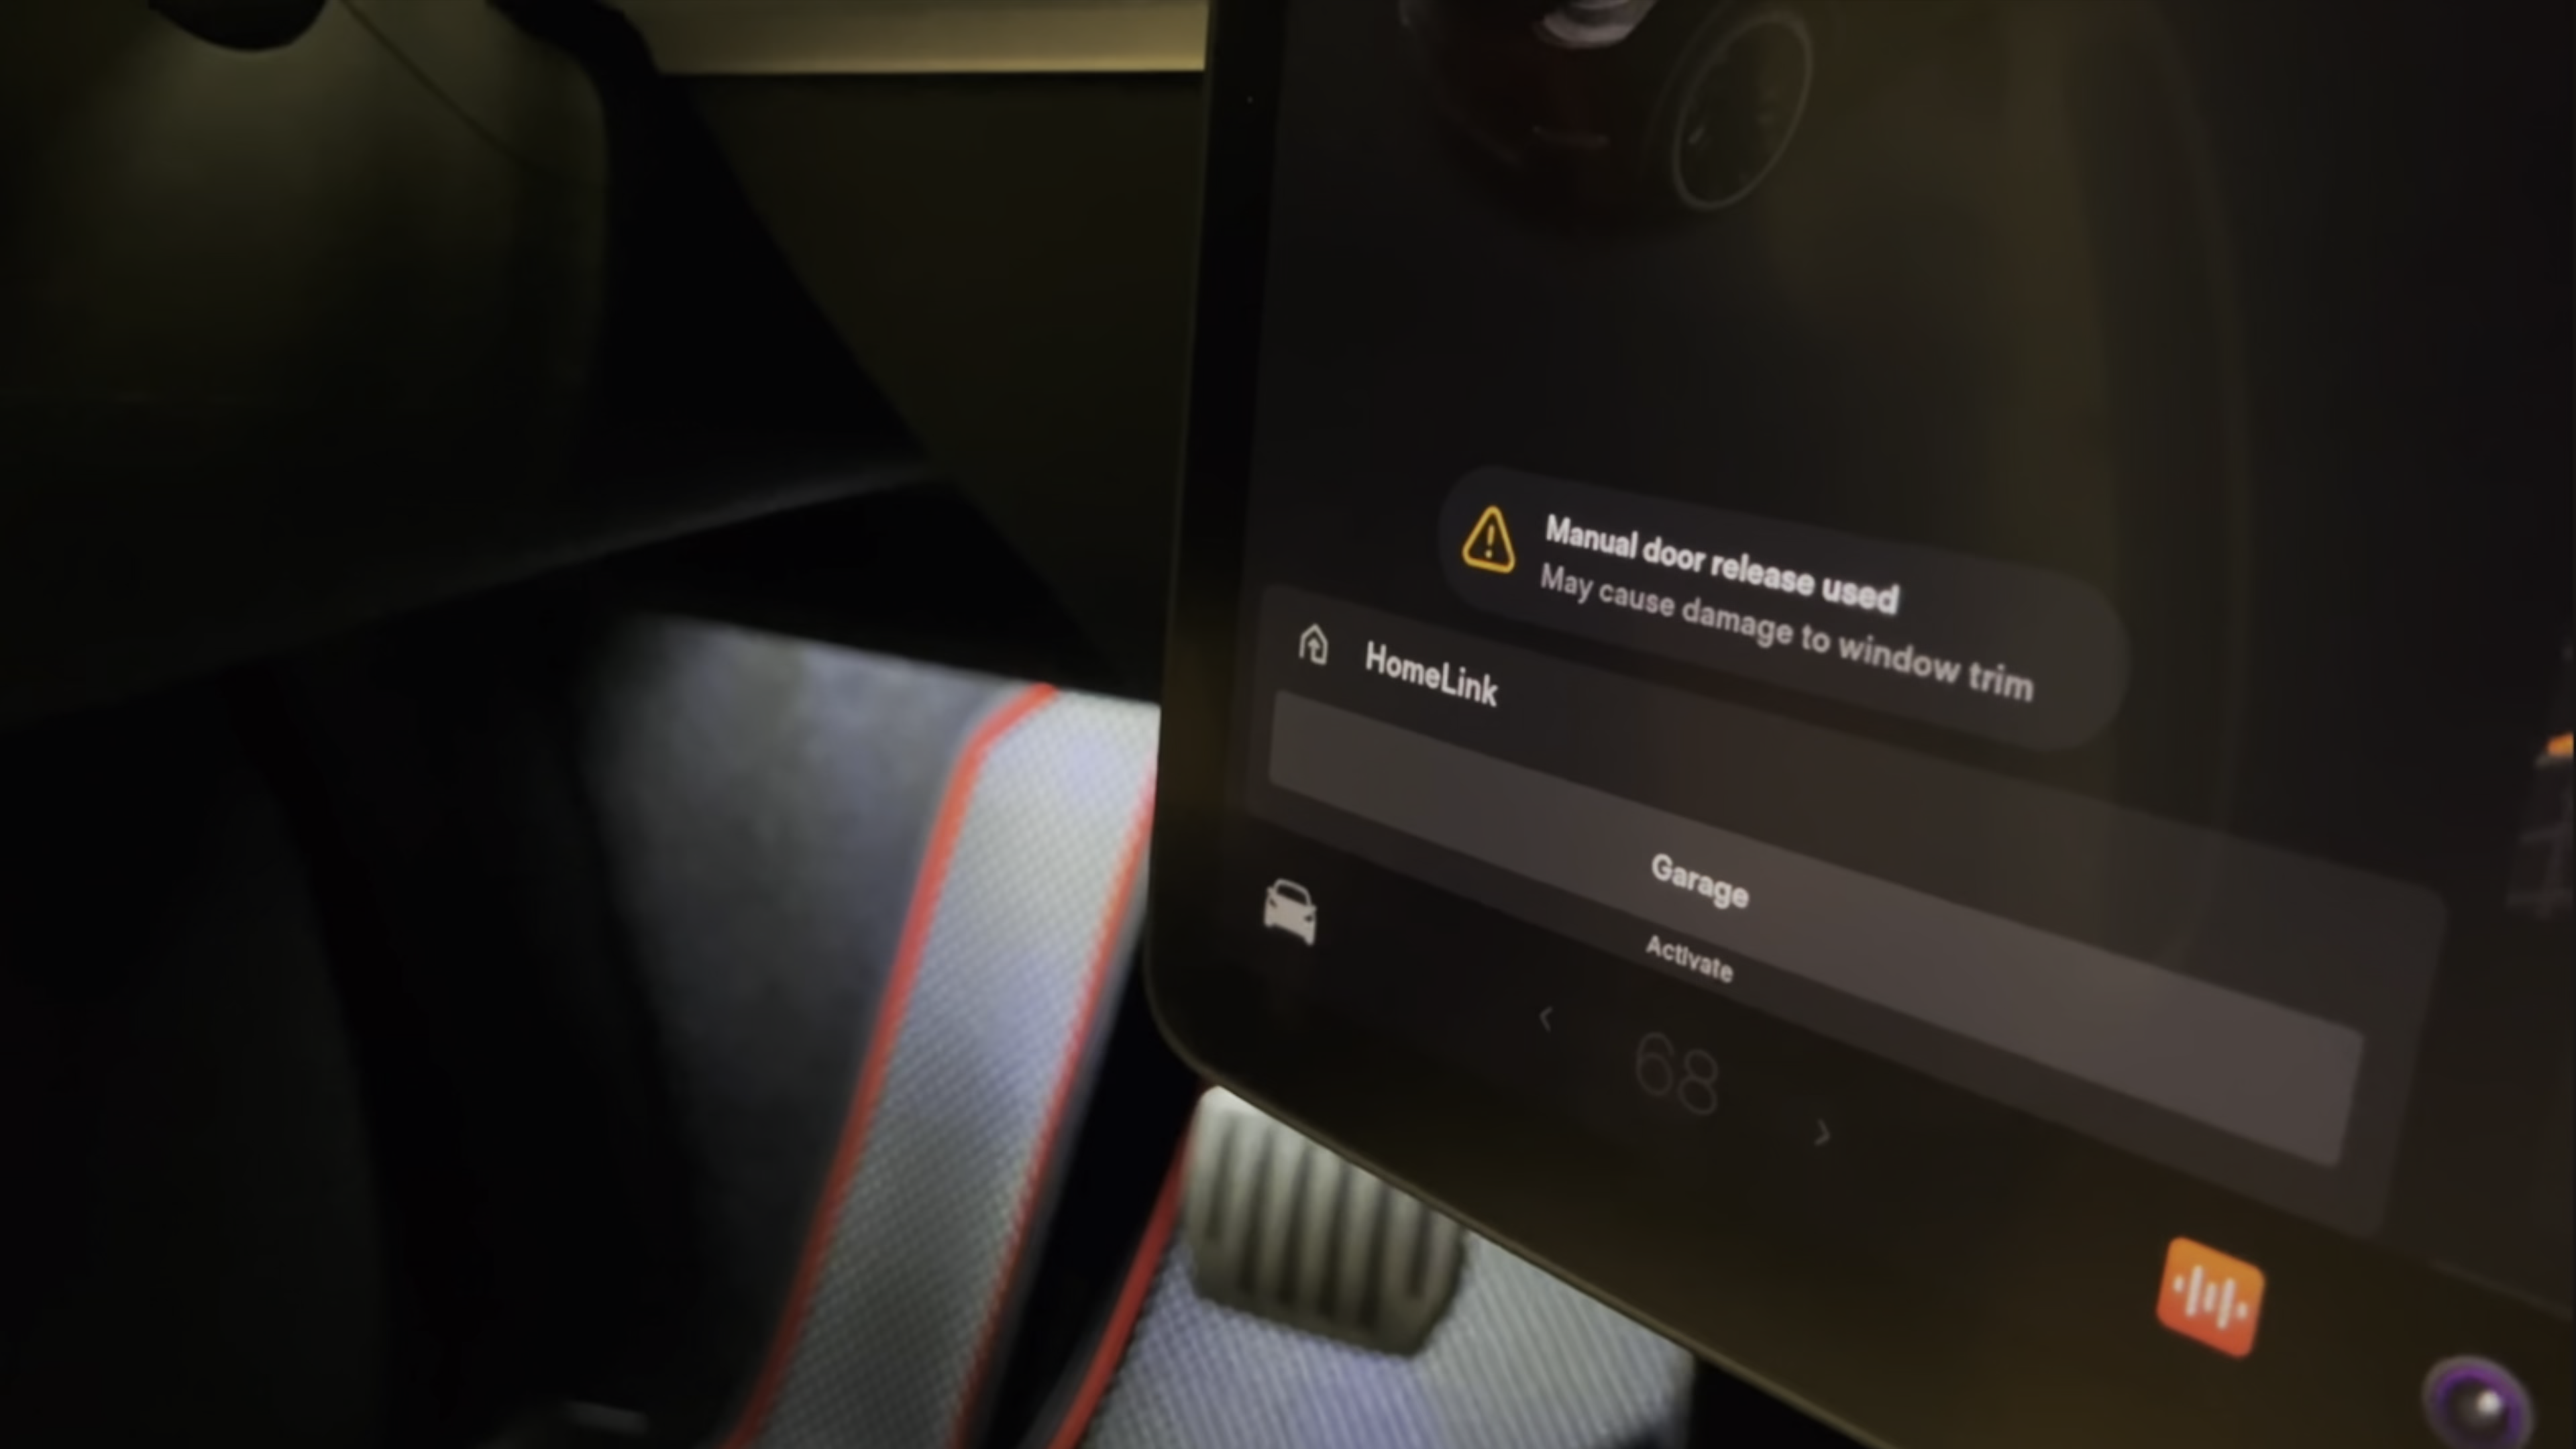 Manual door release used
May cause damage to window trim
HomeLink
Garage
Activate
68